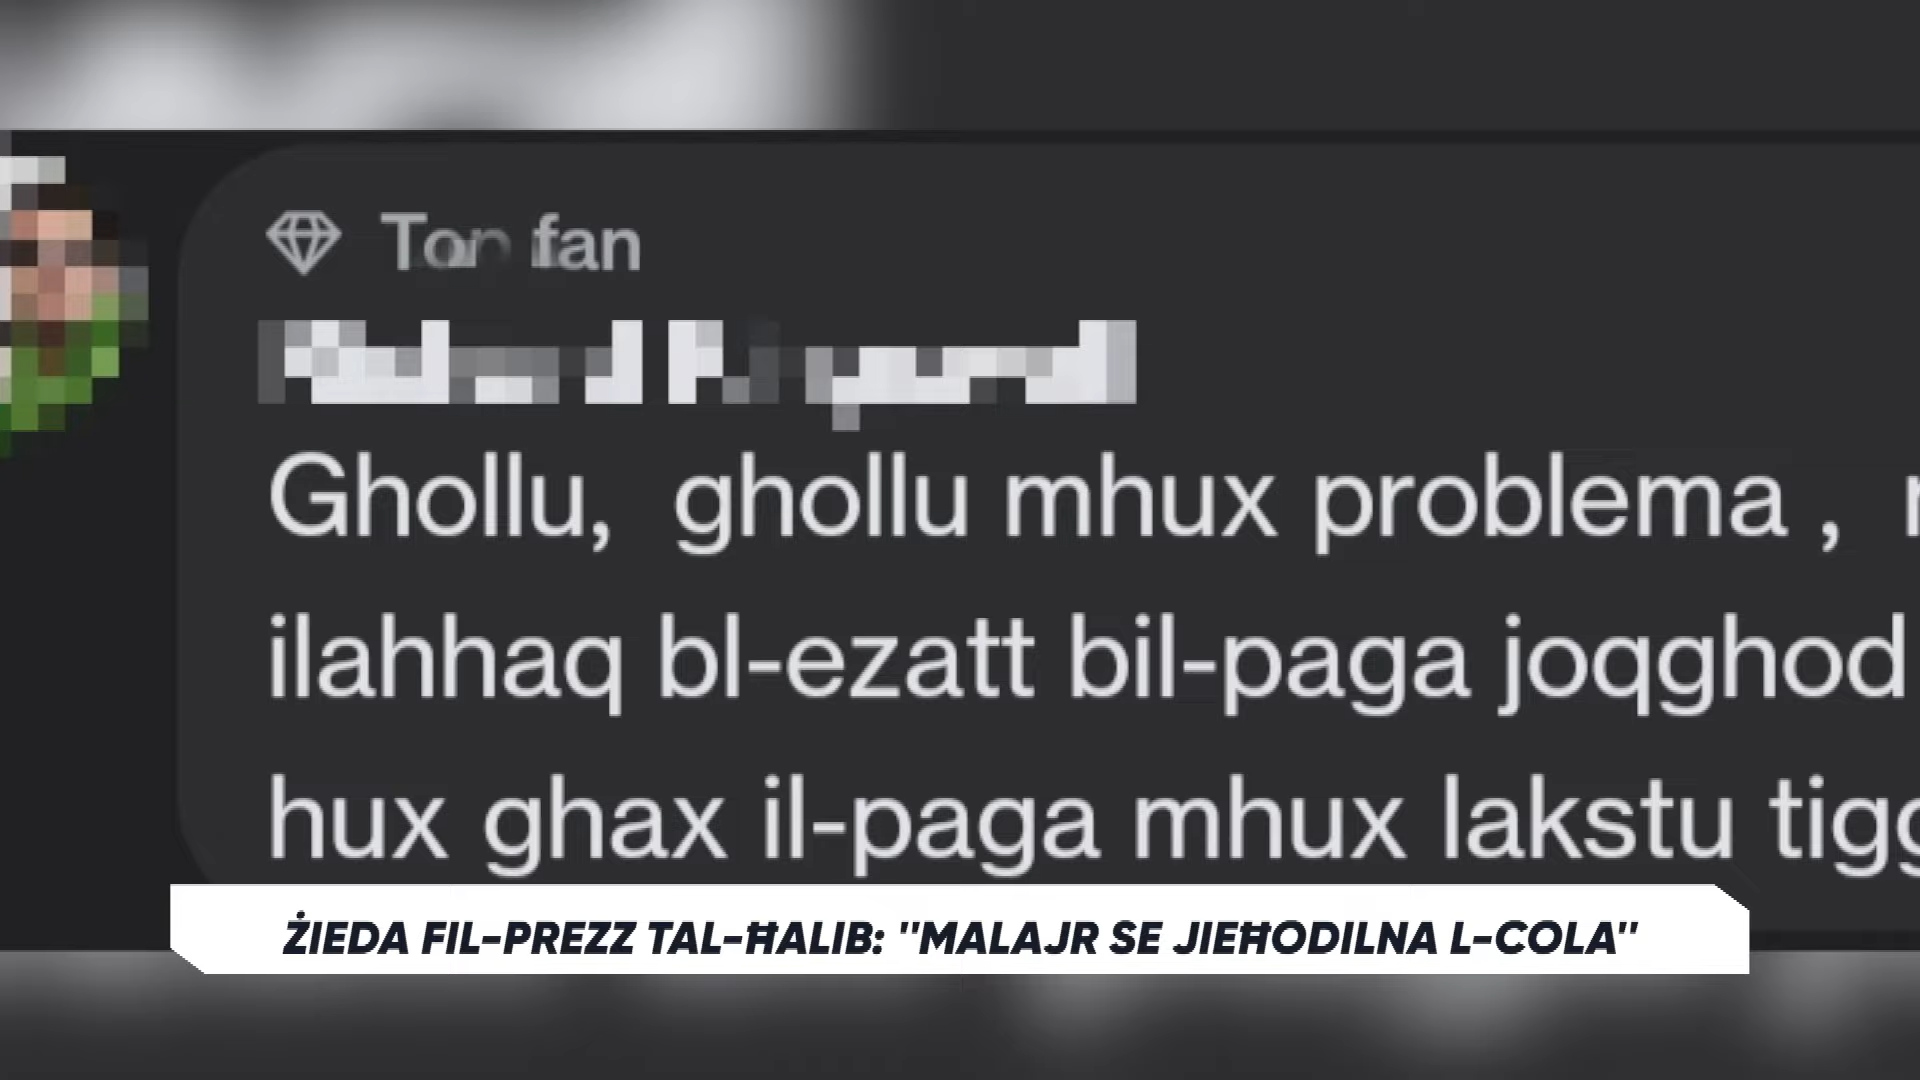 Top fan
Ghollu, ghollu mhux problema ,
ilahhaq bl-ezatt bil-paga joqghod
hux ghax il-paga mhux lakstu
ŻIEDA FIL-PREZZ TAL-ĦALIB: "MALAJR SE JIEĦODILNA L-COLA"